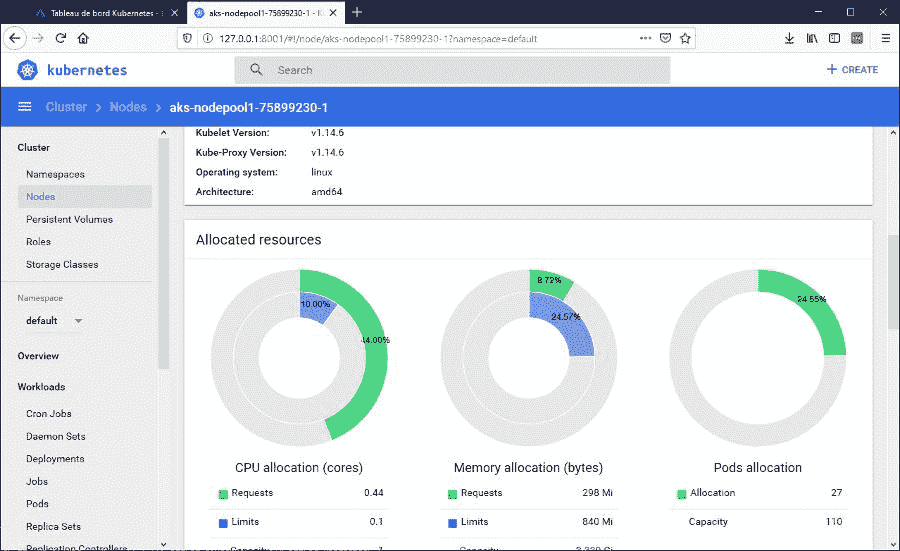 Tableau de bord Kubernetes -
aks-nodepool1-75899230-1 -
127.0.0.1:8001/#!/node/aks-nodepool1-75899230-1?namespace=default
kubernetes
Search
+ CREATE
Cluster > Nodes > aks-nodepool1-75899230-1
Cluster
Namespaces
Nodes
Persistent Volumes
Roles
Storage Classes
Namespace
default
Overview
Workloads
Cron Jobs
Daemon Sets
Deployments
Jobs
Pods
Replica Sets
Replication Controllers
Kubelet Version: v1.14.6
Kube-Proxy Version: v1.14.6
Operating system: linux
Architecture: amd64
Allocated resources
10.00%
44.00%
CPU allocation (cores)
Requests 0.44
Limits 0.1
8.72%
24.57%
Memory allocation (bytes)
Requests 298 Mi
Limits 840 Mi
24.55%
Pods allocation
Allocation 27
Capacity 110